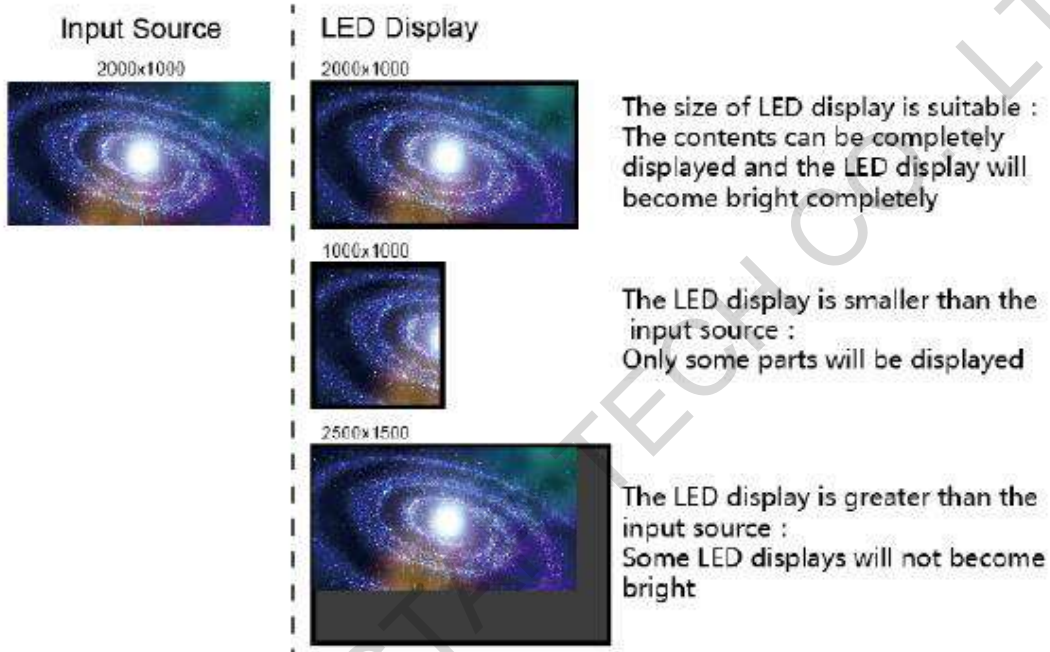 Input Source
LED Display
2000x1000
2000x1000
The size of LED display is suitable :
The contents can be completely
displayed and the LED display will
become bright completely
1000x1000
The LED display is smaller than the
input source :
Only some parts will be displayed
2500x1500
The LED display is greater than the
input source :
Some LED displays will not become
bright
TECH CO., LT